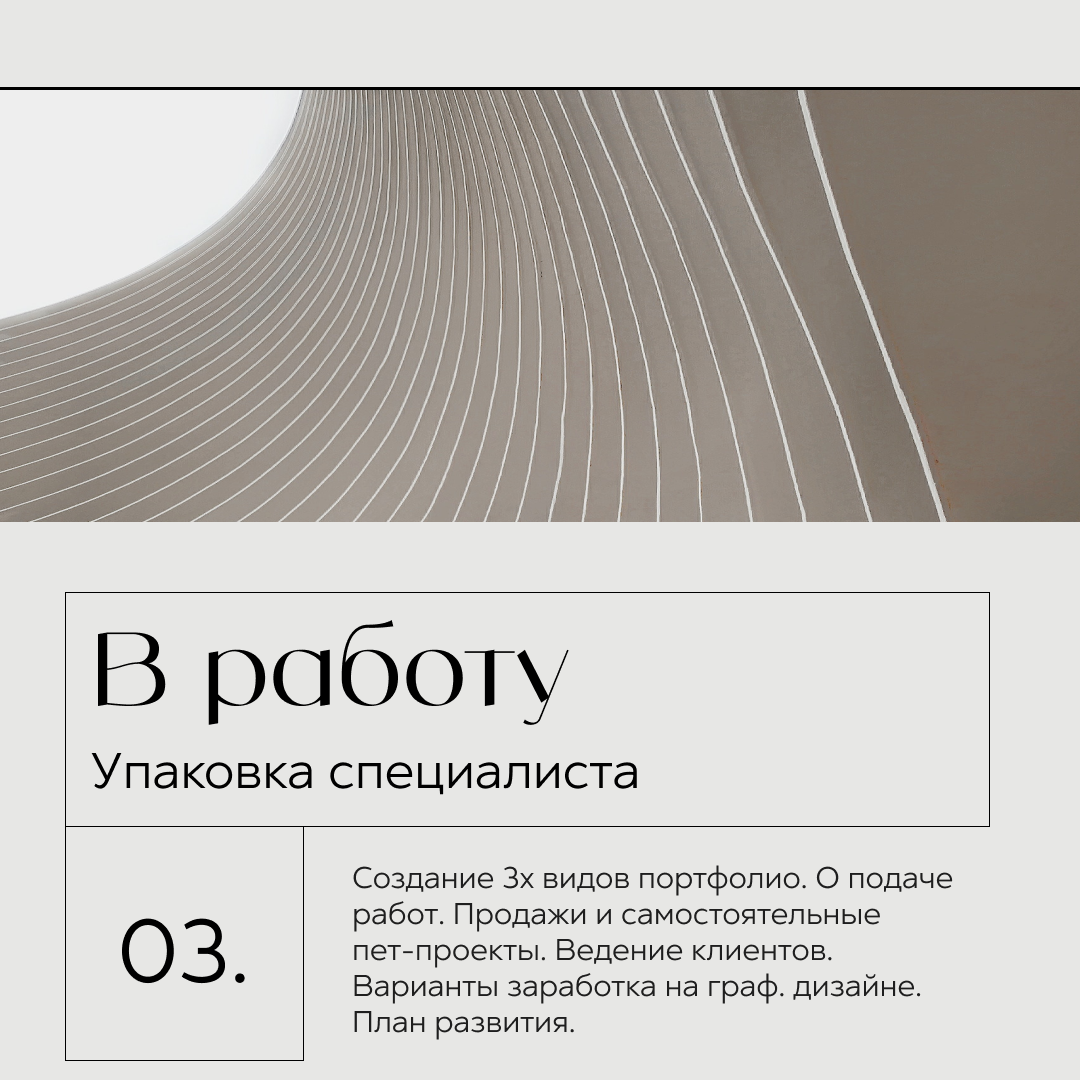 В работу
Упаковка специалиста
03.
Создание 3х видов портфолио. О подаче
работ. Продажи и самостоятельные
пет-проекты. Ведение клиентов.
Варианты заработка на граф. дизайне.
План развития.